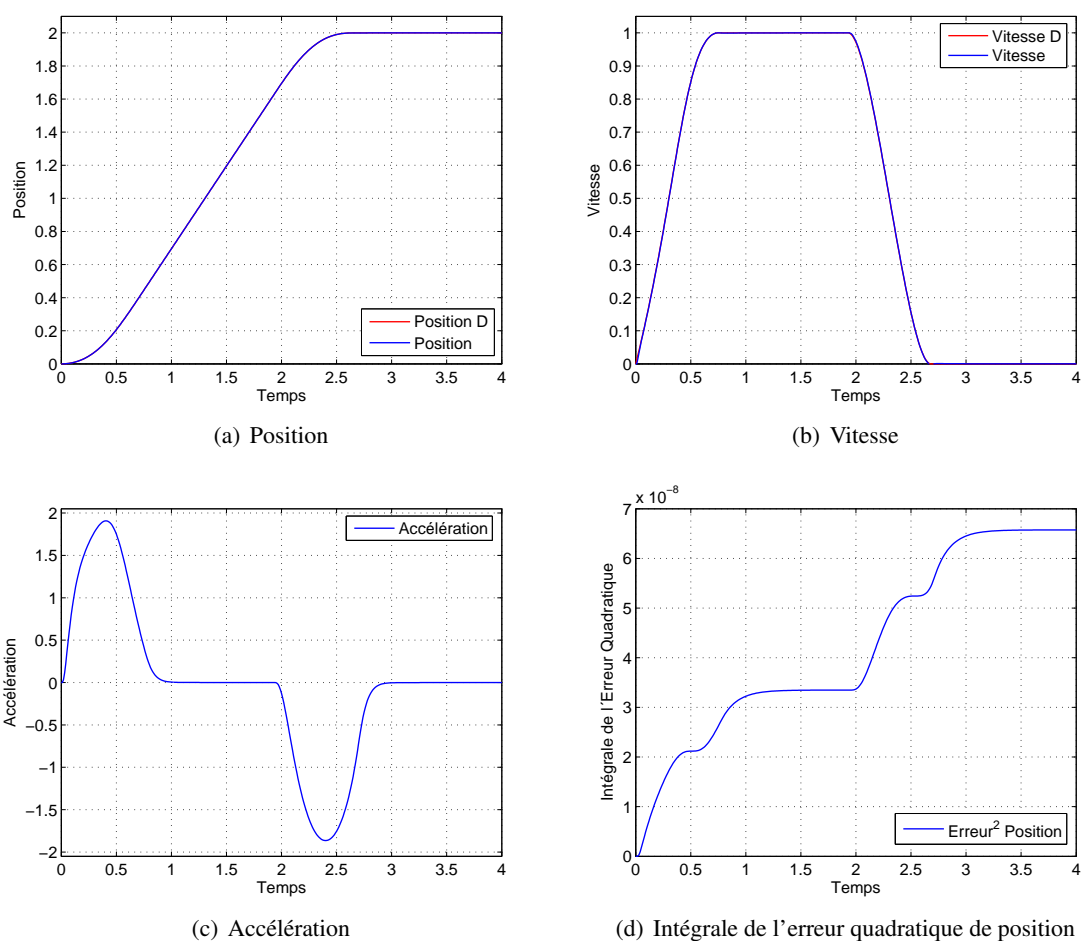 2
1.8
1.6
1.4
1.2
1
0.8
0.6
0.4
0.2
0
Position
Position D
Position
0 0.5 1 1.5 2 2.5 3 3.5 4
Temps
(a) Position
1
0.9
0.8
0.7
0.6
0.5
0.4
0.3
0.2
0.1
0
Vitesse
Vitesse D
Vitesse
0 0.5 1 1.5 2 2.5 3 3.5 4
Temps
(b) Vitesse
2
1.5
1
0.5
0
−0.5
−1
−1.5
−2
Accélération
Accélération
0 0.5 1 1.5 2 2.5 3 3.5 4
Temps
(c) Accélération
x 10⁻⁸
7
6
5
4
3
2
1
0
Intégrale de l´Erreur Quadratique
Erreur² Position
0 0.5 1 1.5 2 2.5 3 3.5 4
Temps
(d) Intégrale de l’erreur quadratique de position